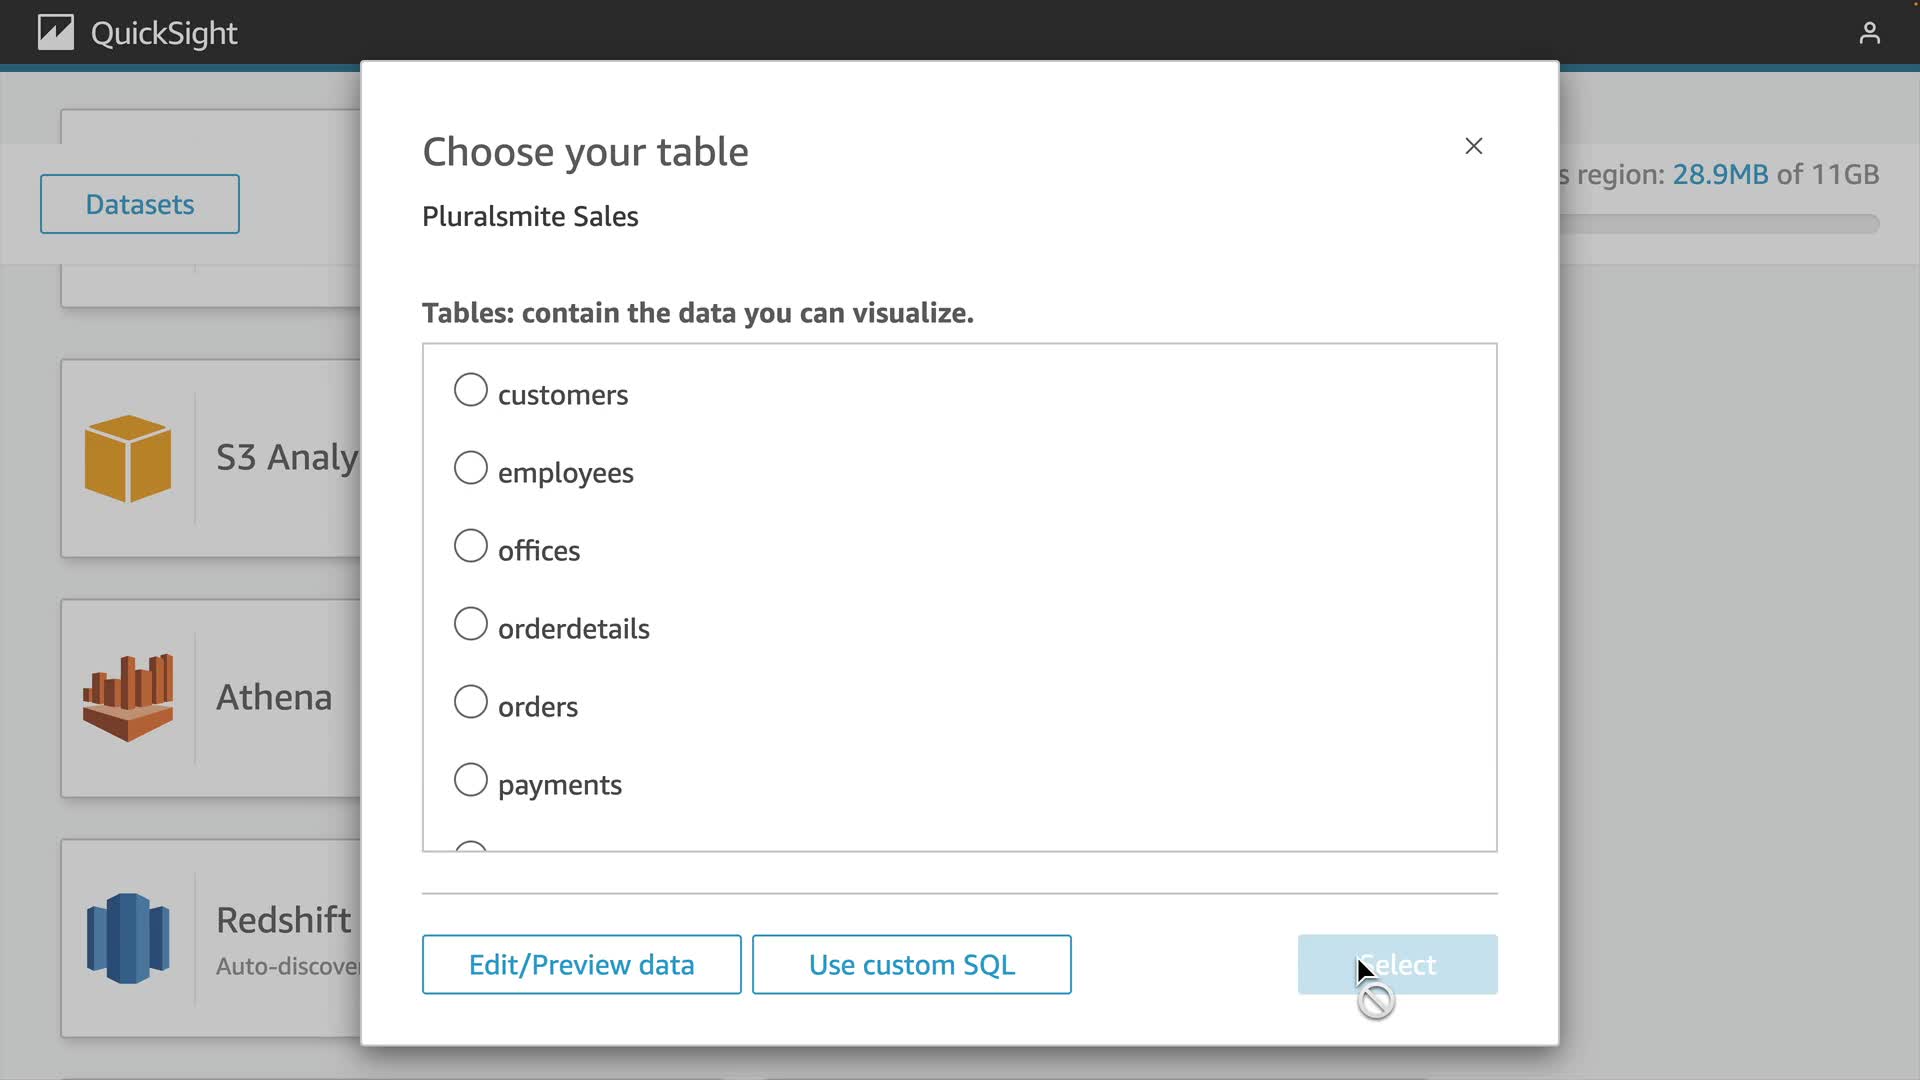 QuickSight
Choose your table
Pluralsmite Sales
s region: 28.9MB of 11GB
Datasets
Tables: contain the data you can visualize.
customers
employees
offices
orderdetails
orders
payments
S3 Analy
Athena
Redshift
Auto-discove
Edit/Preview data
Use custom SQL
Select